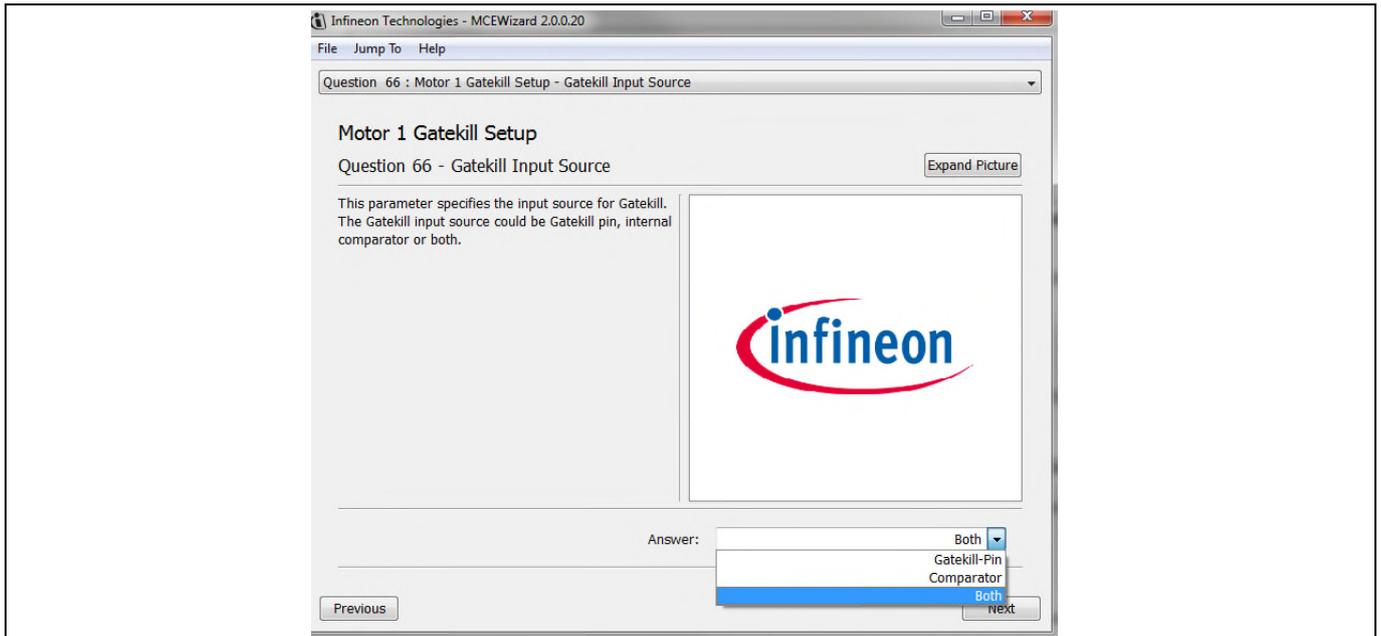 Infineon Technologies - MCEWizard 2.0.0.20
File Jump To Help
Question 66 : Motor 1 Gatekill Setup - Gatekill Input Source
Motor 1 Gatekill Setup
Question 66 - Gatekill Input Source
Expand Picture
This parameter specifies the input source for Gatekill.
The Gatekill input source could be Gatekill pin, internal
comparator or both.
infineon
Answer:
Both
Gatekill-Pin
Comparator
Both
Previous
Next